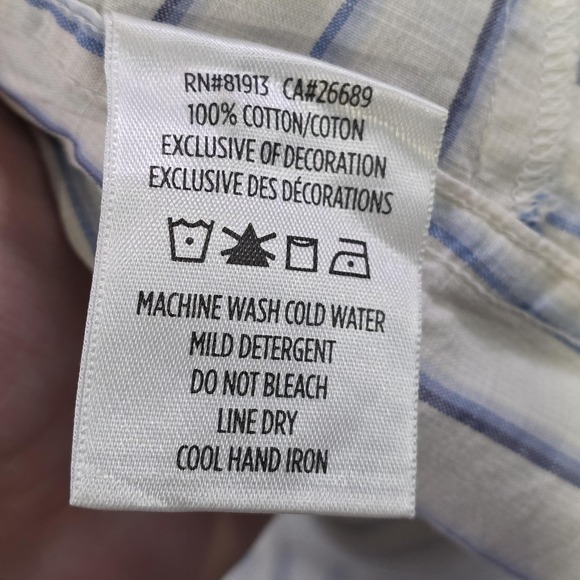 RN#81913 CA#26689
100% COTTON/COTON
EXCLUSIVE OF DECORATION
EXCLUSIVE DES DÉCORATIONS
MACHINE WASH COLD WATER
MILD DETERGENT
DO NOT BLEACH
LINE DRY
COOL HAND IRON